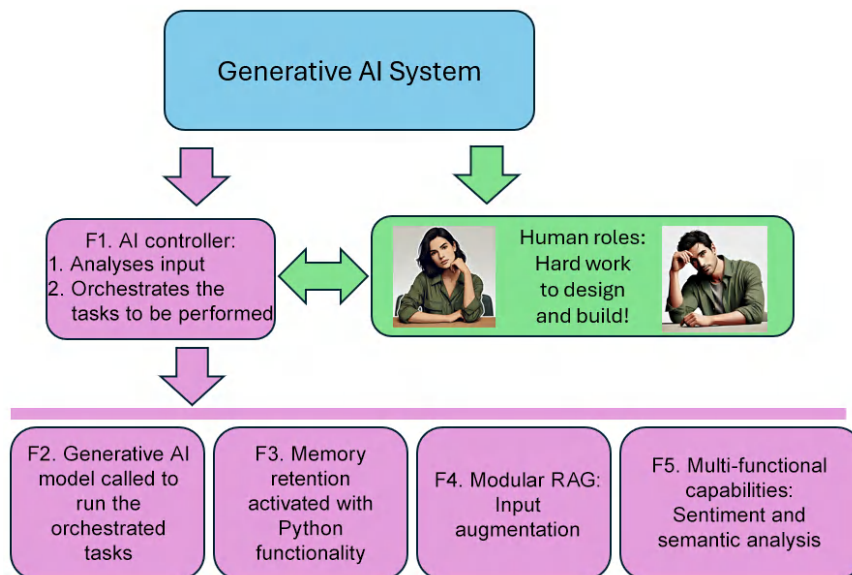 Generative AI System
F1. AI controller:
1. Analyses input
2. Orchestrates the
tasks to be performed
Human roles:
Hard work
to design
and build!
F2. Generative AI
model called to
run the
orchestrated
tasks
F3. Memory
retention
activated with
Python
functionality
F4. Modular RAG:
Input
augmentation
F5. Multi-functional
capabilities:
Sentiment and
semantic analysis